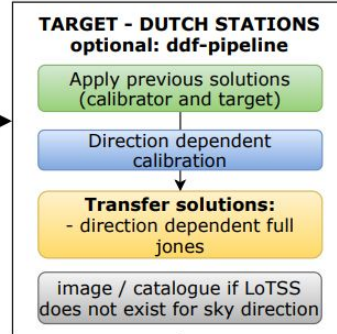 TARGET - DUTCH STATIONS
optional: ddf-pipeline
Apply previous solutions
(calibrator and target)
Direction dependent
calibration
Transfer solutions:
- direction dependent full
jones
image / catalogue if LoTSS
does not exist for sky direction